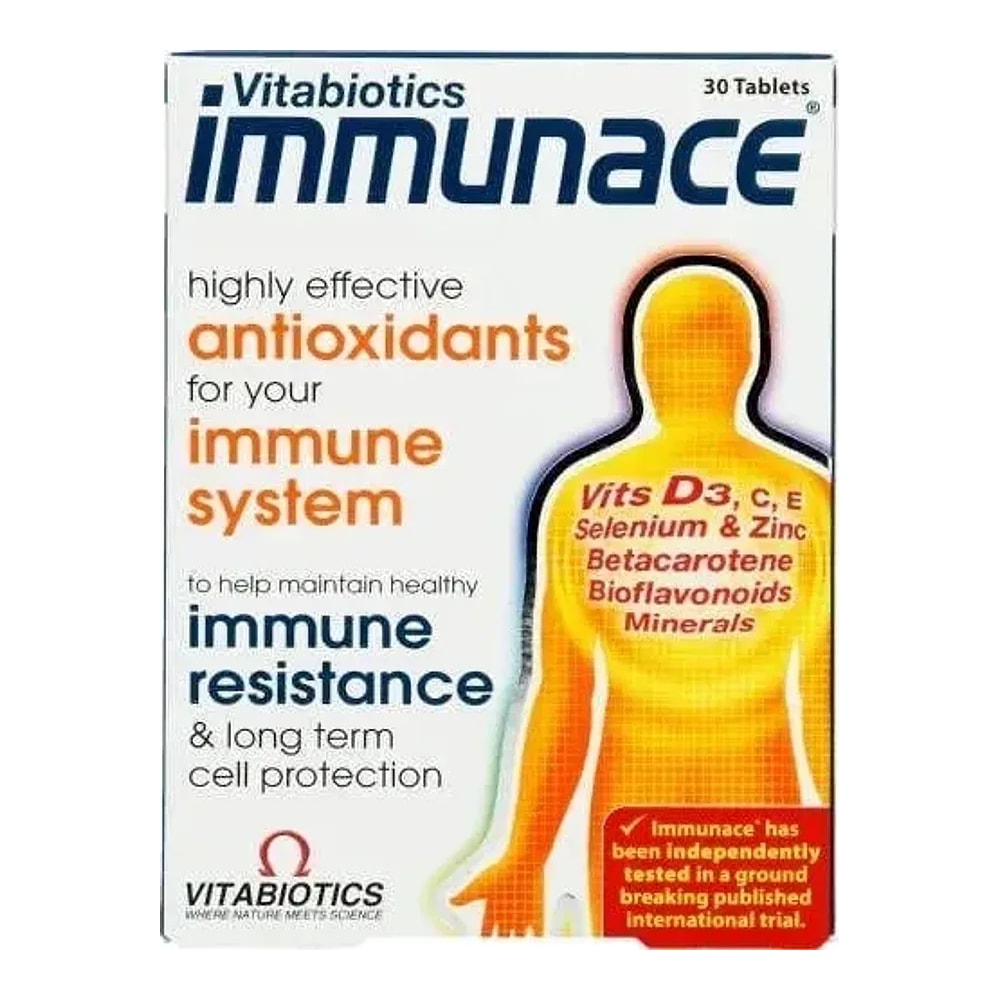 Vitabiotics
30 Tablets
immunace®
highly effective
antioxidants
for your
immune
system
to help maintain healthy
immune
resistance
& long term
cell protection
Vits D3, C, E
Selenium & Zinc
Betacarotene
Bioflavonoids
Minerals
✓ Immunace® has
been independently
tested in a ground
breaking published
international trial.
VITABIOTICS
WHERE NATURE MEETS SCIENCE